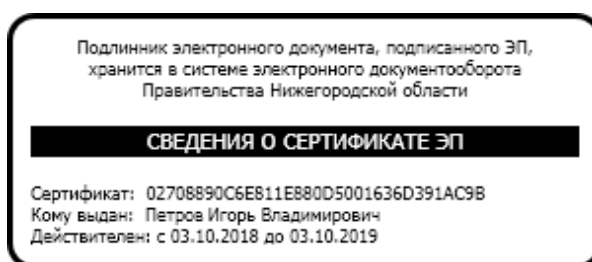 Подлинник электронного документа, подписанного ЭП,
хранится в системе электронного документооборота
Правительства Нижегородской области
СВЕДЕНИЯ О СЕРТИФИКАТЕ ЭП
Сертификат: 02708890C6E811E880D5001636D391AC9B
Кому выдан: Петров Игорь Владимирович
Действителен: с 03.10.2018 до 03.10.2019